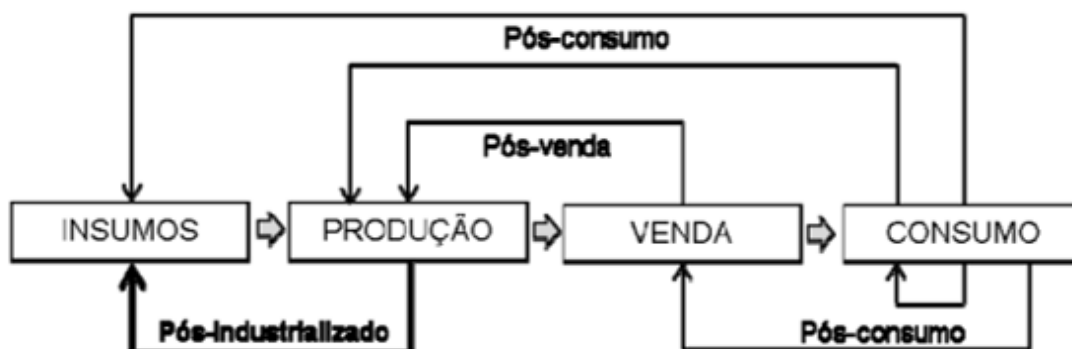 Pós-consumo
Pós-venda
INSUMOS
PRODUÇÃO
VENDA
CONSUMO
Pós-Industrializado
Pós-consumo